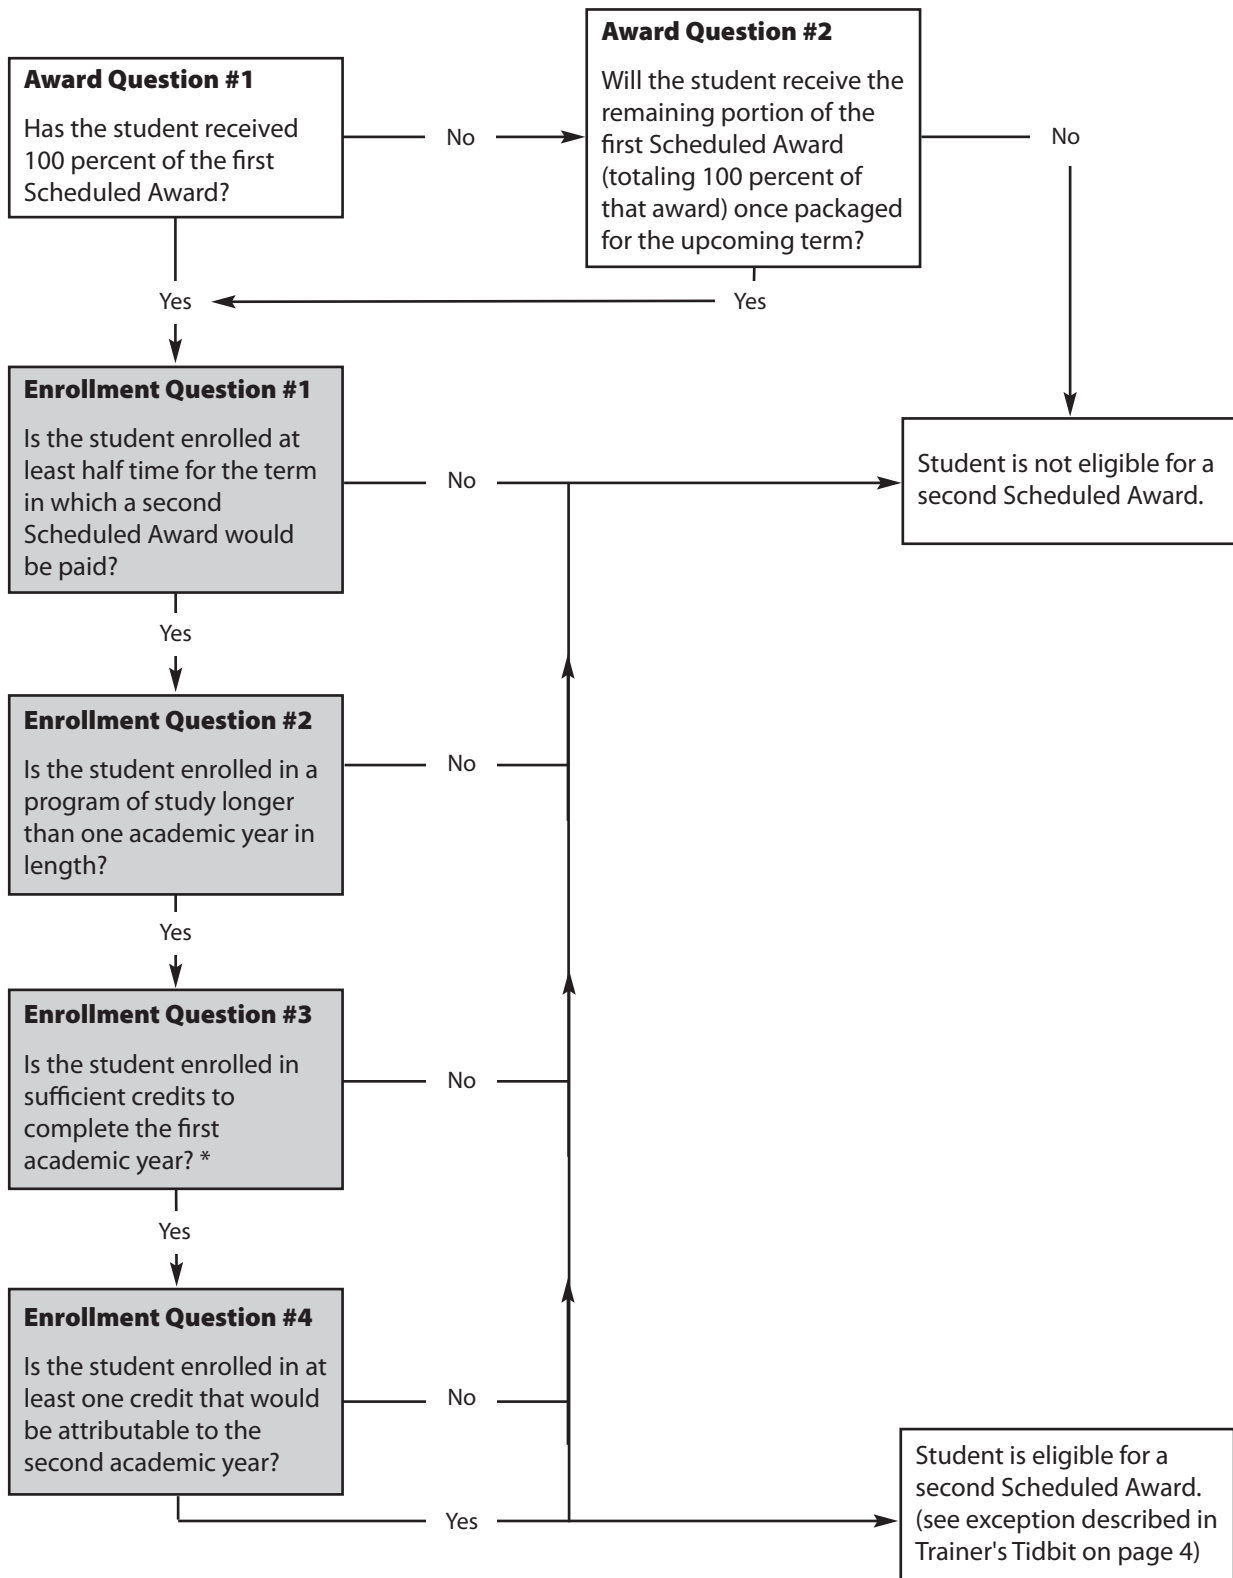 Award Question #1
Has the student received
100 percent of the first
Scheduled Award?
No
Award Question #2
Will the student receive the
remaining portion of the
first Scheduled Award
(totaling 100 percent of
that award) once packaged
for the upcoming term?
No
Yes
Yes
Enrollment Question #1
Is the student enrolled at
least half time for the term
in which a second
Scheduled Award would
be paid?
No
Student is not eligible for a
second Scheduled Award.
Yes
Enrollment Question #2
Is the student enrolled in a
program of study longer
than one academic year in
length?
No
Yes
Enrollment Question #3
Is the student enrolled in
sufficient credits to
complete the first
academic year? *
No
Yes
Enrollment Question #4
Is the student enrolled in at
least one credit that would
be attributable to the
second academic year?
No
Yes
Student is eligible for a
second Scheduled Award.
(see exception described in
Trainer's Tidbit on page 4)